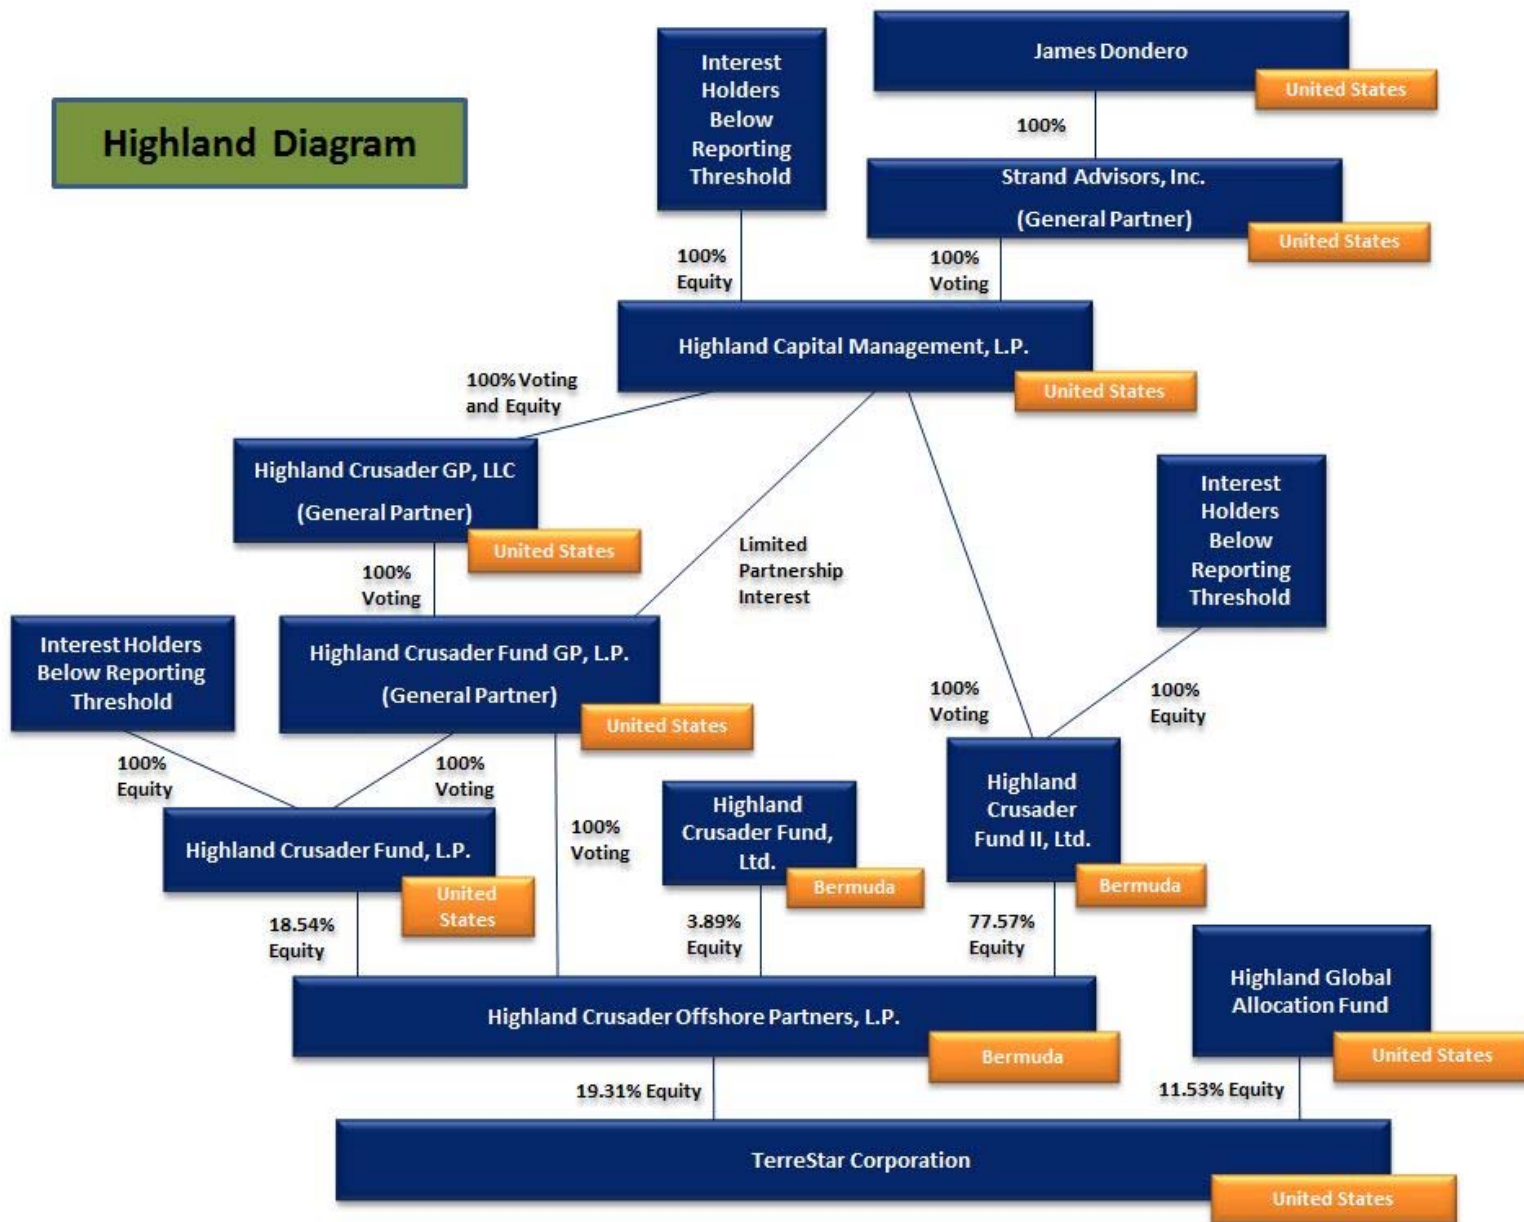 Highland Diagram
Interest
Holders
Below
Reporting
Threshold
James Dondero
United States
100%
Strand Advisors, Inc.
(General Partner)
United States
100%
Equity
100%
Voting
Highland Capital Management, L.P.
United States
100% Voting
and Equity
Highland Crusader GP, LLC
(General Partner)
United States
Limited
Partnership
Interest
Interest
Holders
Below
Reporting
Threshold
100%
Voting
Interest Holders
Below Reporting
Threshold
Highland Crusader Fund GP, L.P.
(General Partner)
United States
100%
Voting
100%
Equity
100%
Equity
100%
Voting
100%
Voting
Highland Crusader Fund, L.P.
United
States
Highland
Crusader Fund,
Ltd.
Bermuda
Highland
Crusader
Fund II, Ltd.
Bermuda
18.54%
Equity
3.89%
Equity
77.57%
Equity
Highland Global
Allocation Fund
United States
Highland Crusader Offshore Partners, L.P.
Bermuda
19.31% Equity
11.53% Equity
TerreStar Corporation
United States